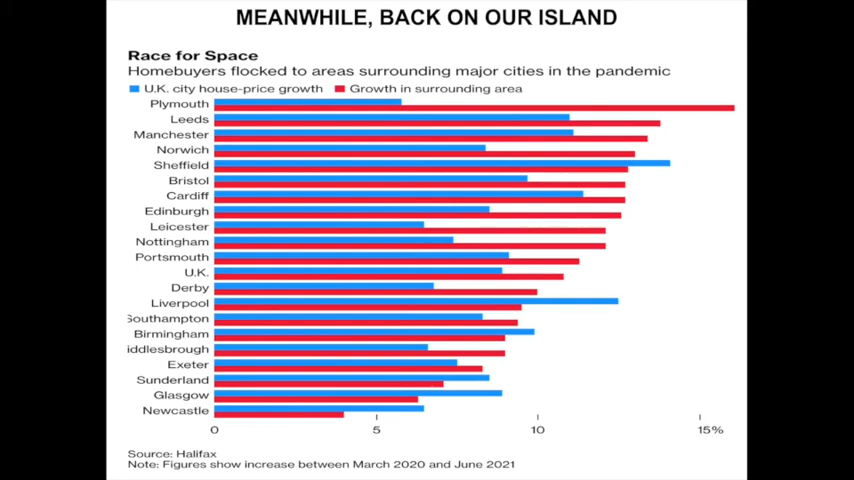 MEANWHILE, BACK ON OUR ISLAND
Race for Space
Homebuyers flocked to areas surrounding major cities in the pandemic
U.K. city house-price growth Growth in surrounding area
Plymouth
Leeds
Manchester
Norwich
Sheffield
Bristol
Cardiff
Edinburgh
Leicester
Nottingham
Portsmouth
U.K.
Derby
Liverpool
Southampton
Birmingham
iddlesbrough
Exeter
Sunderland
Glasgow
Newcastle
0 5 10 15%
Source: Halifax
Note: Figures show increase between March 2020 and June 2021